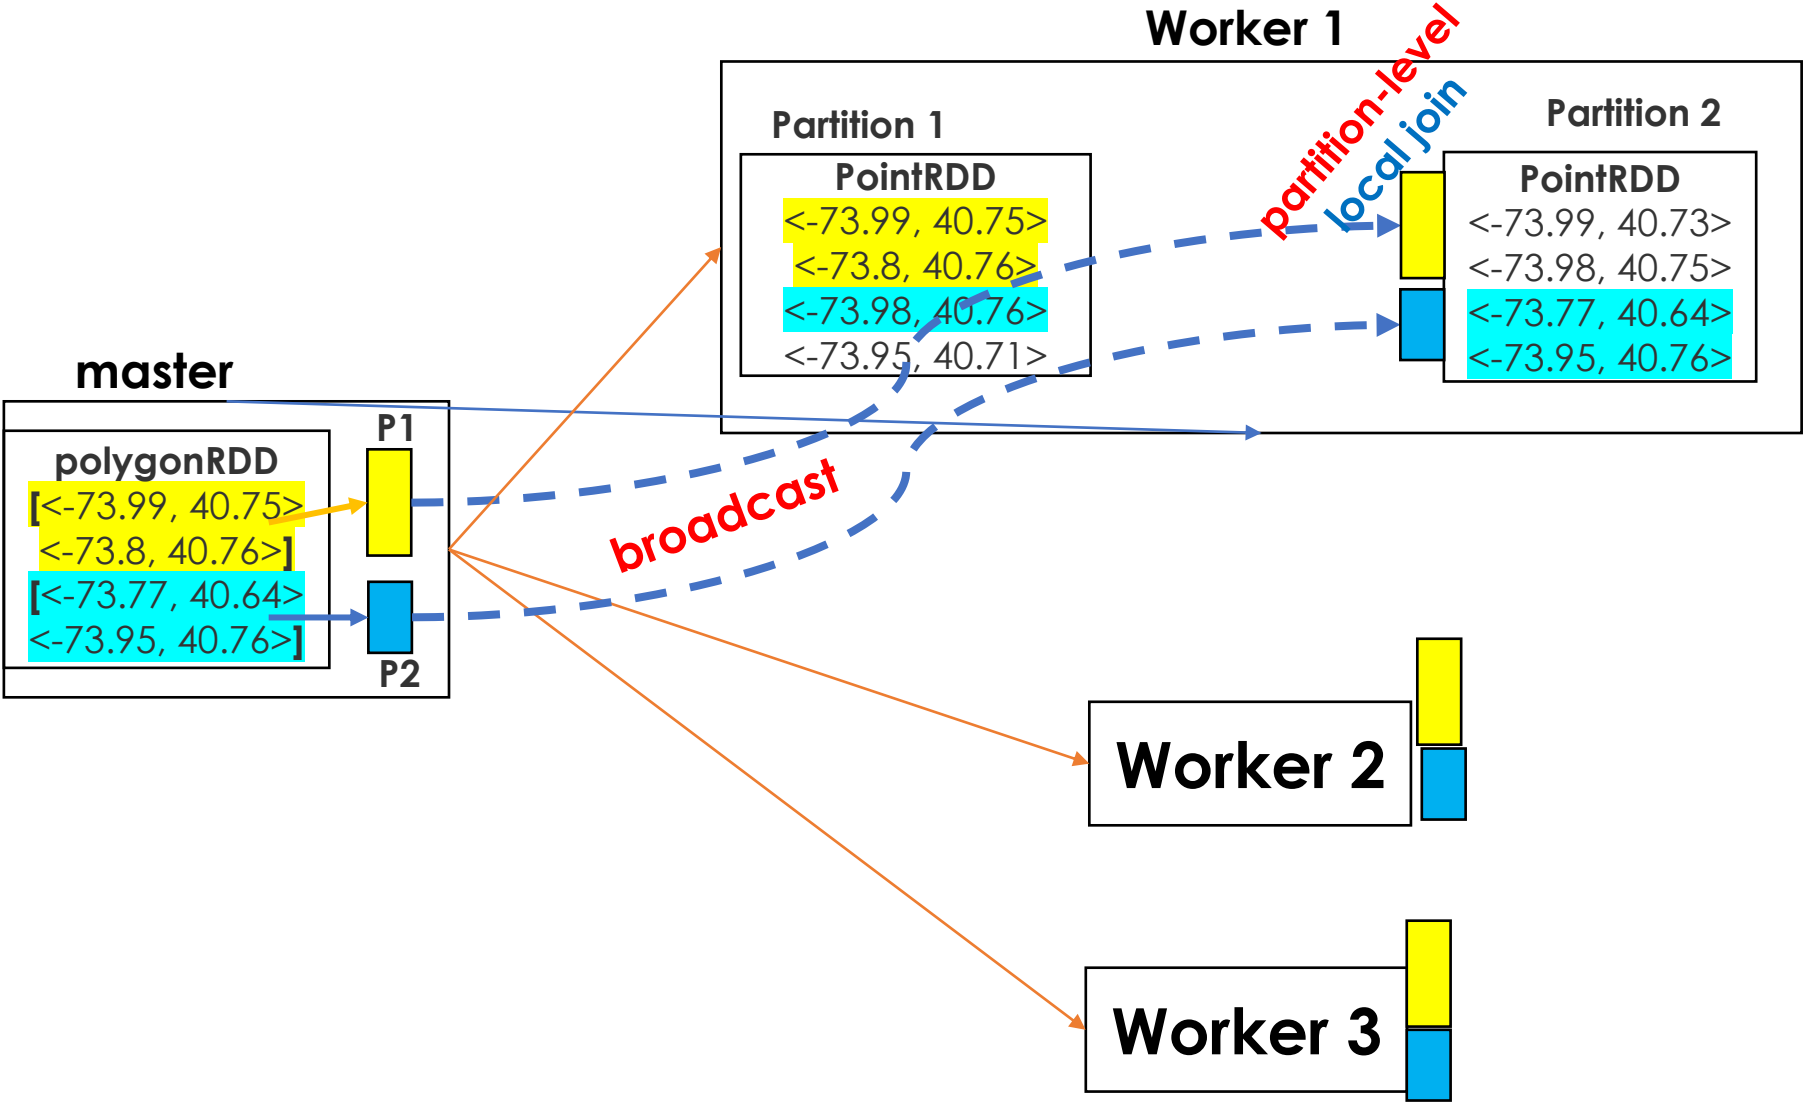 Worker 1
partition-level
local join
Partition 1
PointRDD
<-73.99, 40.75>
<-73.8, 40.76>
<-73.98, 40.76>
<-73.95, 40.71>
Partition 2
PointRDD
<-73.99, 40.73>
<-73.98, 40.75>
<-73.77, 40.64>
<-73.95, 40.76>
master
polygonRDD
[<-73.99, 40.75>
<-73.8, 40.76>]
[<-73.77, 40.64>
<-73.95, 40.76>]
P1
P2
broadcast
Worker 2
Worker 3